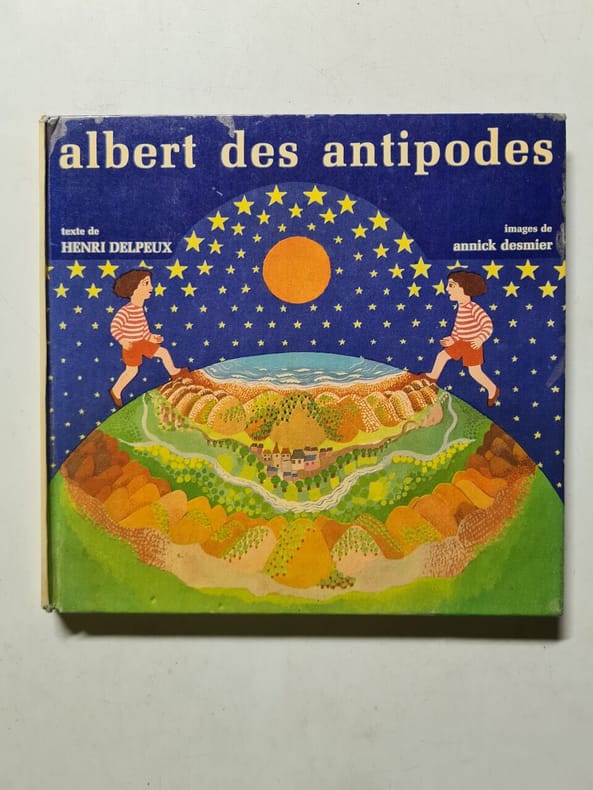 albert des antipodes
texte de
HENRI DELPEUX
images de
annick desmier